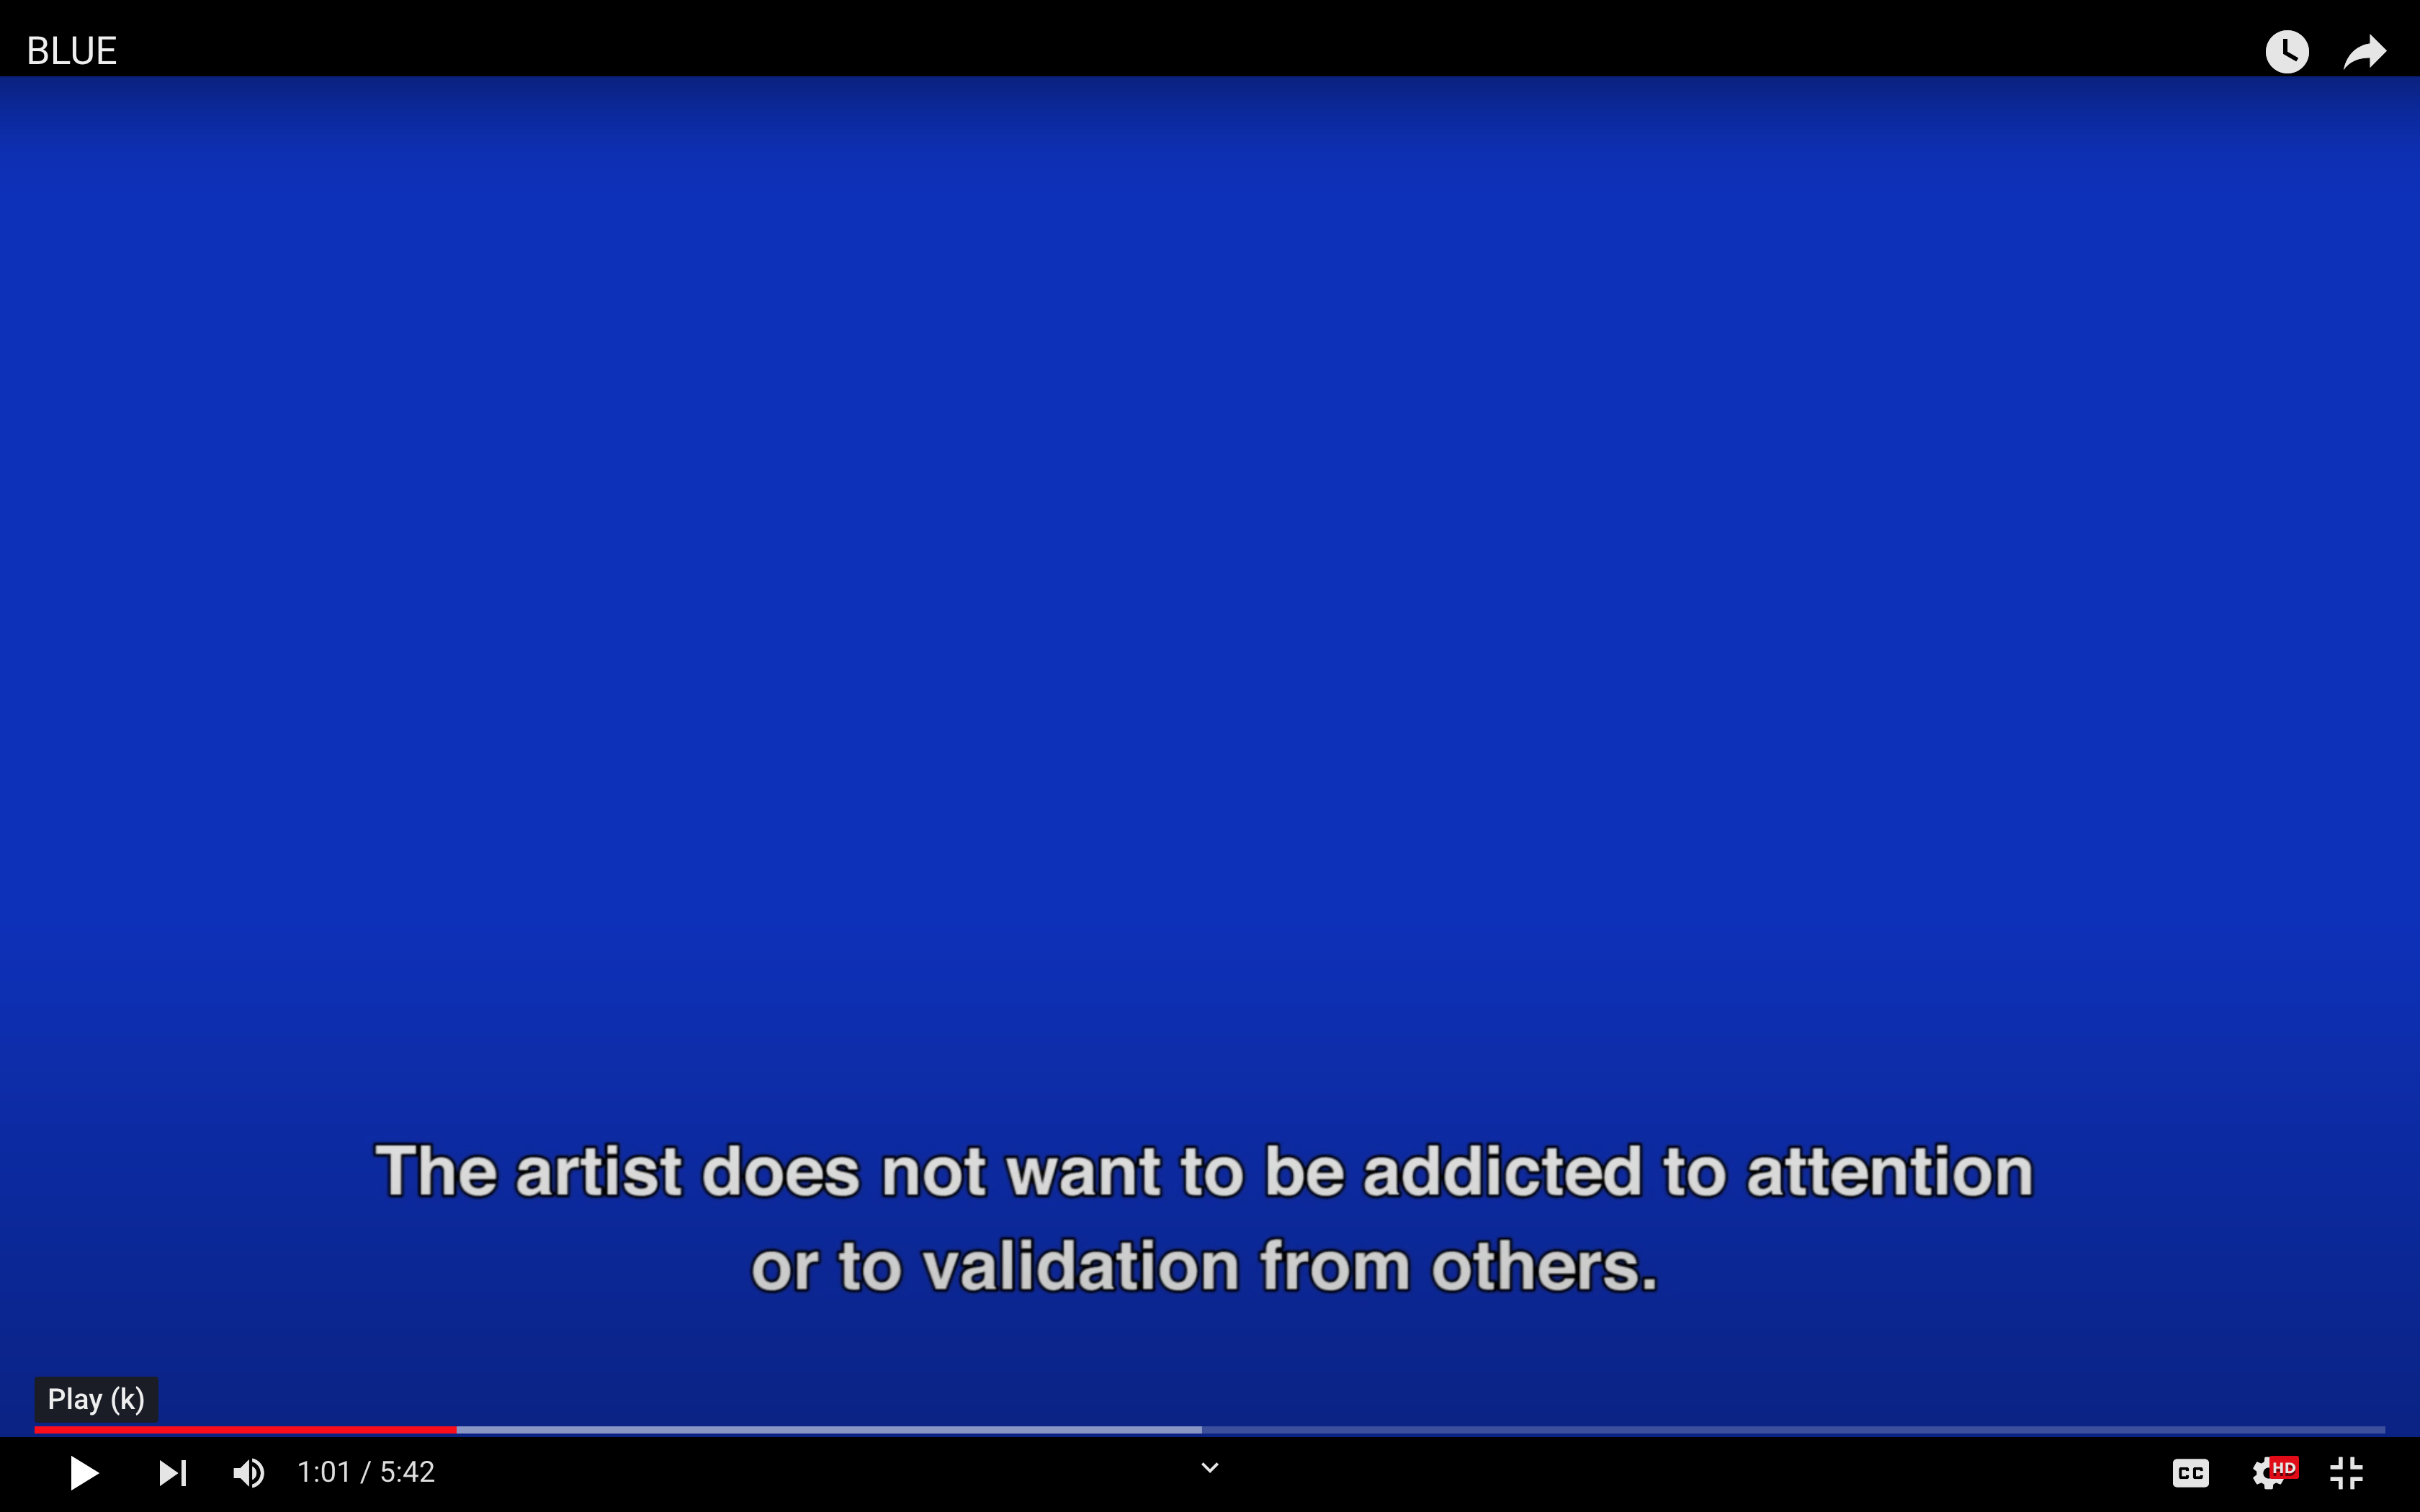 BLUE
The artist does not want to be addicted to attention
or to validation from others.
Play (k)
1:01 / 5:42
CC
HD